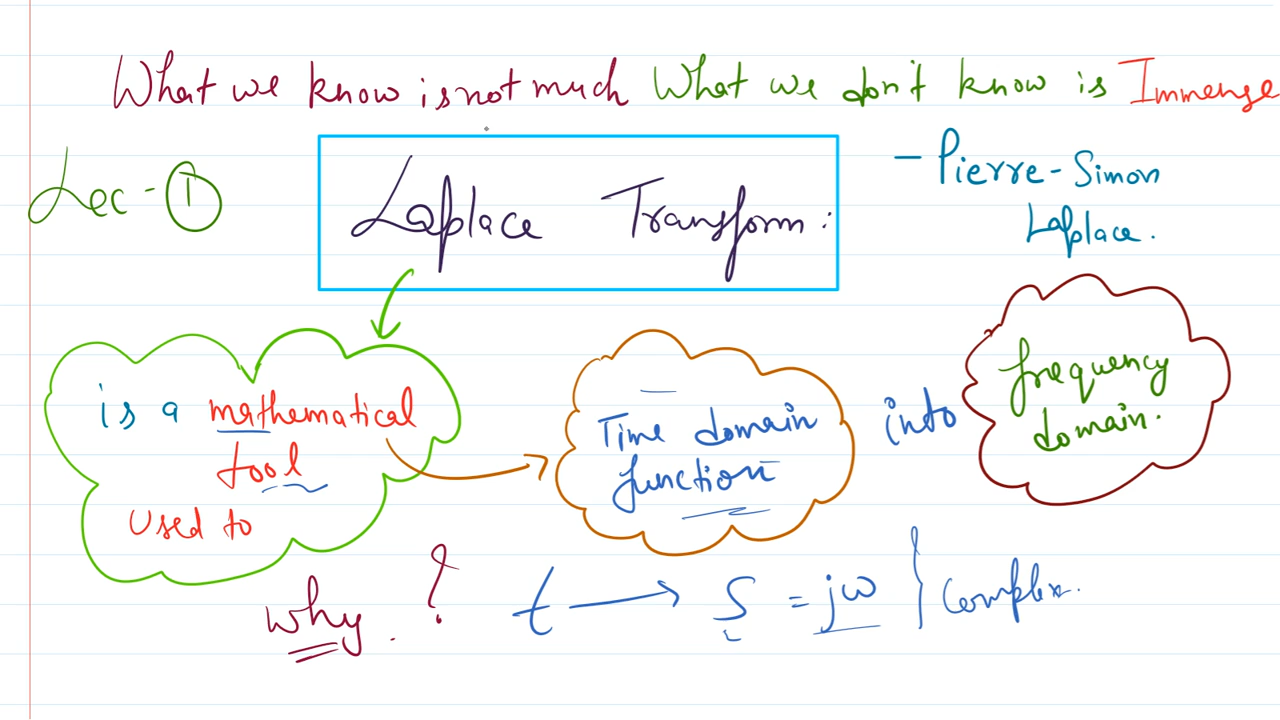 What we know is not much What we don't know is Immense
- Pierre-Simon
Laplace.
Lec - 1
Laplace Transform:
is a mathematical
tool
Used to
Time domain
function
into
frequency
domain.
why. ?
t → S = jω } Complex.